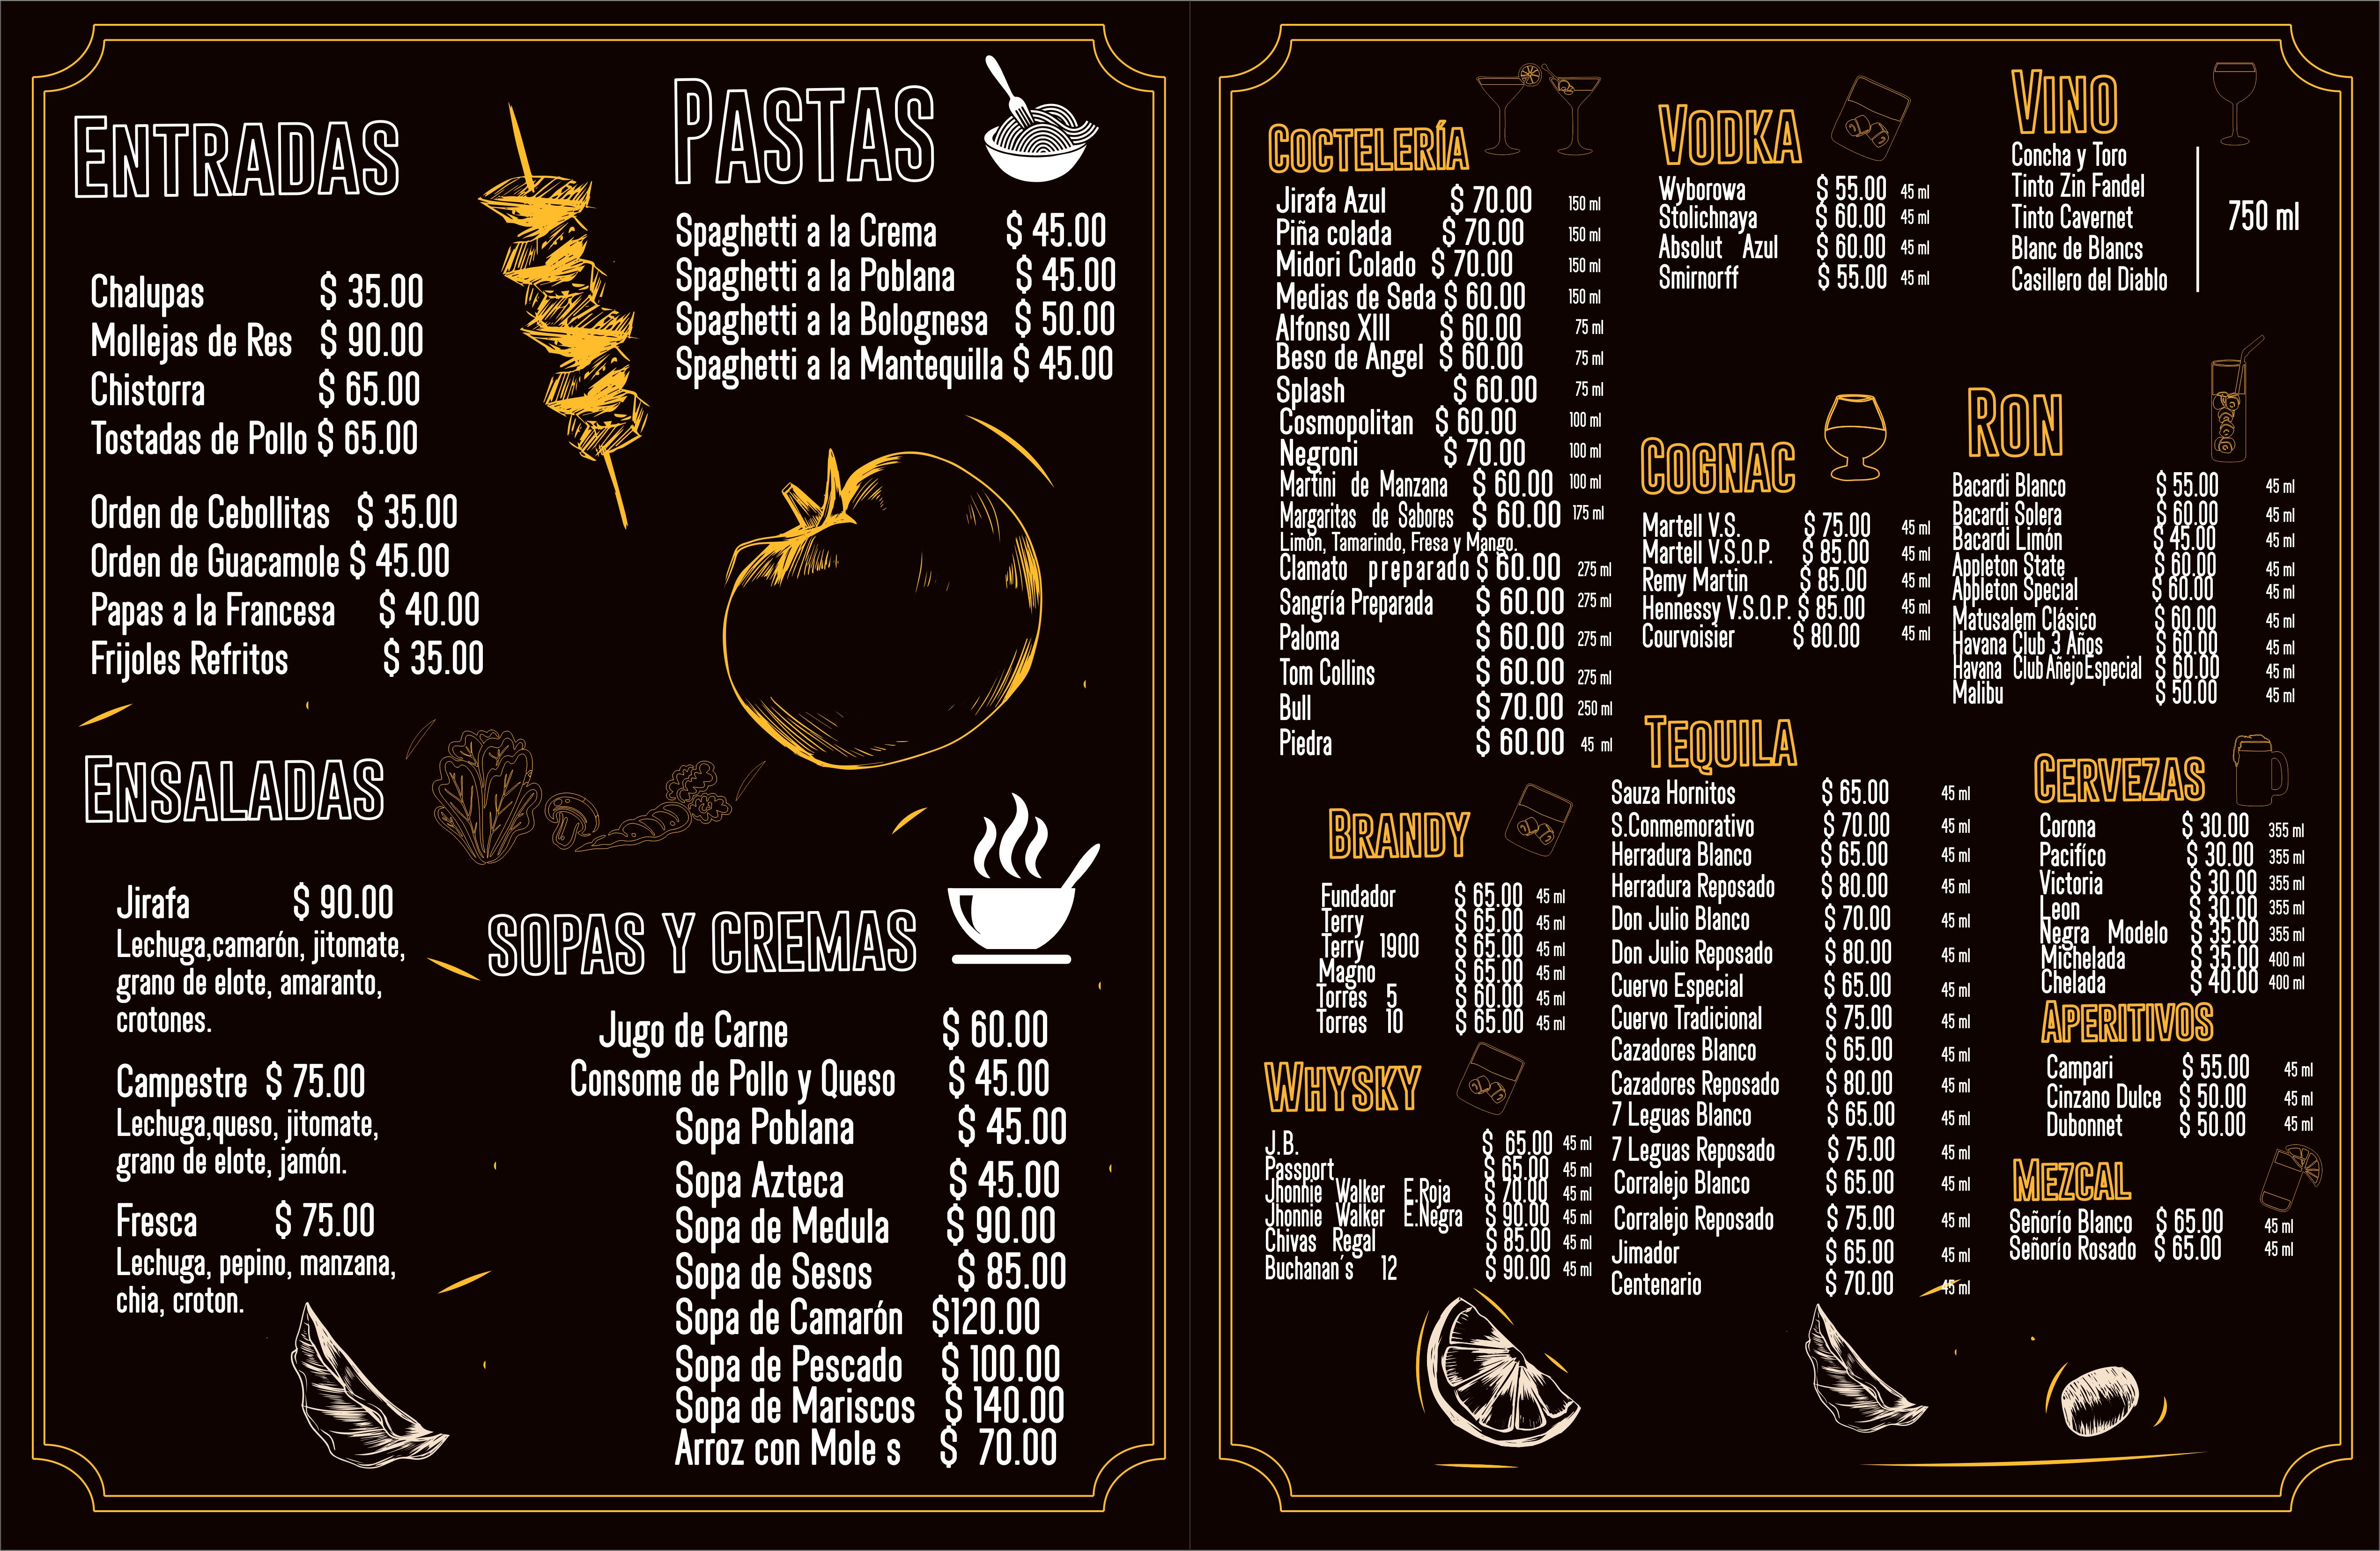 ENTRADAS
Chalupas $ 35.00
Mollejas de Res $ 90.00
Chistorra $ 65.00
Tostadas de Pollo $ 65.00
Orden de Cebollitas $ 35.00
Orden de Guacamole $ 45.00
Papas a la Francesa $ 40.00
Frijoles Refritos $ 35.00
PASTAS
Spaghetti a la Crema $ 45.00
Spaghetti a la Poblana $ 45.00
Spaghetti a la Bolognesa $ 50.00
Spaghetti a la Mantequilla $ 45.00
ENSALADAS
Jirafa $ 90.00
Lechuga,camarón, jitomate,
grano de elote, amaranto,
crotones.
Campestre $ 75.00
Lechuga,queso, jitomate,
grano de elote, jamón.
Fresca $ 75.00
Lechuga, pepino, manzana,
chia, croton.
SOPAS Y CREMAS
Jugo de Carne $ 60.00
Consome de Pollo y Queso $ 45.00
Sopa Poblana $ 45.00
Sopa Azteca $ 45.00
Sopa de Medula $ 90.00
Sopa de Sesos $ 85.00
Sopa de Camarón $120.00
Sopa de Pescado $ 100.00
Sopa de Mariscos $ 140.00
Arroz con Mole s $ 70.00
COCTELERÍA
Jirafa Azul $ 70.00 150 ml
Piña colada $ 70.00 150 ml
Midori Colado $ 70.00 150 ml
Medias de Seda $ 60.00 150 ml
Alfonso XIII $ 60.00 75 ml
Beso de Angel $ 60.00 75 ml
Splash $ 60.00 75 ml
Cosmopolitan $ 60.00 100 ml
Negroni $ 70.00 100 ml
Martini de Manzana $ 60.00 100 ml
Margaritas de Sabores $ 60.00 175 ml
Limón, Tamarindo, Fresa y Mango.
Clamato preparado $ 60.00 275 ml
Sangría Preparada $ 60.00 275 ml
Paloma $ 60.00 275 ml
Tom Collins $ 60.00 275 ml
Bull $ 70.00 250 ml
Piedra $ 60.00 45 ml
BRANDY
Fundador $ 65.00 45 ml
Terry $ 65.00 45 ml
Terry 1900 $ 65.00 45 ml
Magno $ 65.00 45 ml
Torres 5 $ 60.00 45 ml
Torres 10 $ 65.00 45 ml
WHYSKY
J.B. $ 65.00 45 ml
Passport $ 65.00 45 ml
Jhonnie Walker E.Roja $ 70.00 45 ml
Jhonnie Walker E.Negra $ 90.00 45 ml
Chivas Regal $ 85.00 45 ml
Buchanan´s 12 $ 90.00 45 ml
VODKA
Wyborowa $ 55.00 45 ml
Stolichnaya $ 60.00 45 ml
Absolut Azul $ 60.00 45 ml
Smirnorff $ 55.00 45 ml
COGNAC
Martell V.S. $ 75.00 45 ml
Martell V.S.O.P. $ 85.00 45 ml
Remy Martin $ 85.00 45 ml
Hennessy V.S.O.P. $ 85.00 45 ml
Courvoisier $ 80.00 45 ml
TEQUILA
Sauza Hornitos $ 65.00 45 ml
S.Conmemorativo $ 70.00 45 ml
Herradura Blanco $ 65.00 45 ml
Herradura Reposado $ 80.00 45 ml
Don Julio Blanco $ 70.00 45 ml
Don Julio Reposado $ 80.00 45 ml
Cuervo Especial $ 65.00 45 ml
Cuervo Tradicional $ 75.00 45 ml
Cazadores Blanco $ 65.00 45 ml
Cazadores Reposado $ 80.00 45 ml
7 Leguas Blanco $ 65.00 45 ml
7 Leguas Reposado $ 75.00 45 ml
Corralejo Blanco $ 65.00 45 ml
Corralejo Reposado $ 75.00 45 ml
Jimador $ 65.00 45 ml
Centenario $ 70.00 45 ml
VINO
Concha y Toro
Tinto Zin Fandel
Tinto Cavernet
Blanc de Blancs
Casillero del Diablo
750 ml
RON
Bacardi Blanco $ 55.00 45 ml
Bacardi Solera $ 60.00 45 ml
Bacardi Limón $ 45.00 45 ml
Appleton State $ 60.00 45 ml
Appleton Special $ 60.00 45 ml
Matusalem Clásico $ 60.00 45 ml
Havana Club 3 Años $ 60.00 45 ml
Havana Club Añejo Especial $ 60.00 45 ml
Malibu $ 50.00 45 ml
CERVEZAS
Corona $ 30.00 355 ml
Pacifico $ 30.00 355 ml
Victoria $ 30.00 355 ml
Leon $ 30.00 355 ml
Negra Modelo $ 35.00 355 ml
Michelada $ 35.00 400 ml
Chelada $ 40.00 400 ml
APERITIVOS
Campari $ 55.00 45 ml
Cinzano Dulce $ 50.00 45 ml
Dubonnet $ 50.00 45 ml
MEZCAL
Señorío Blanco $ 65.00 45 ml
Señorío Rosado $ 65.00 45 ml